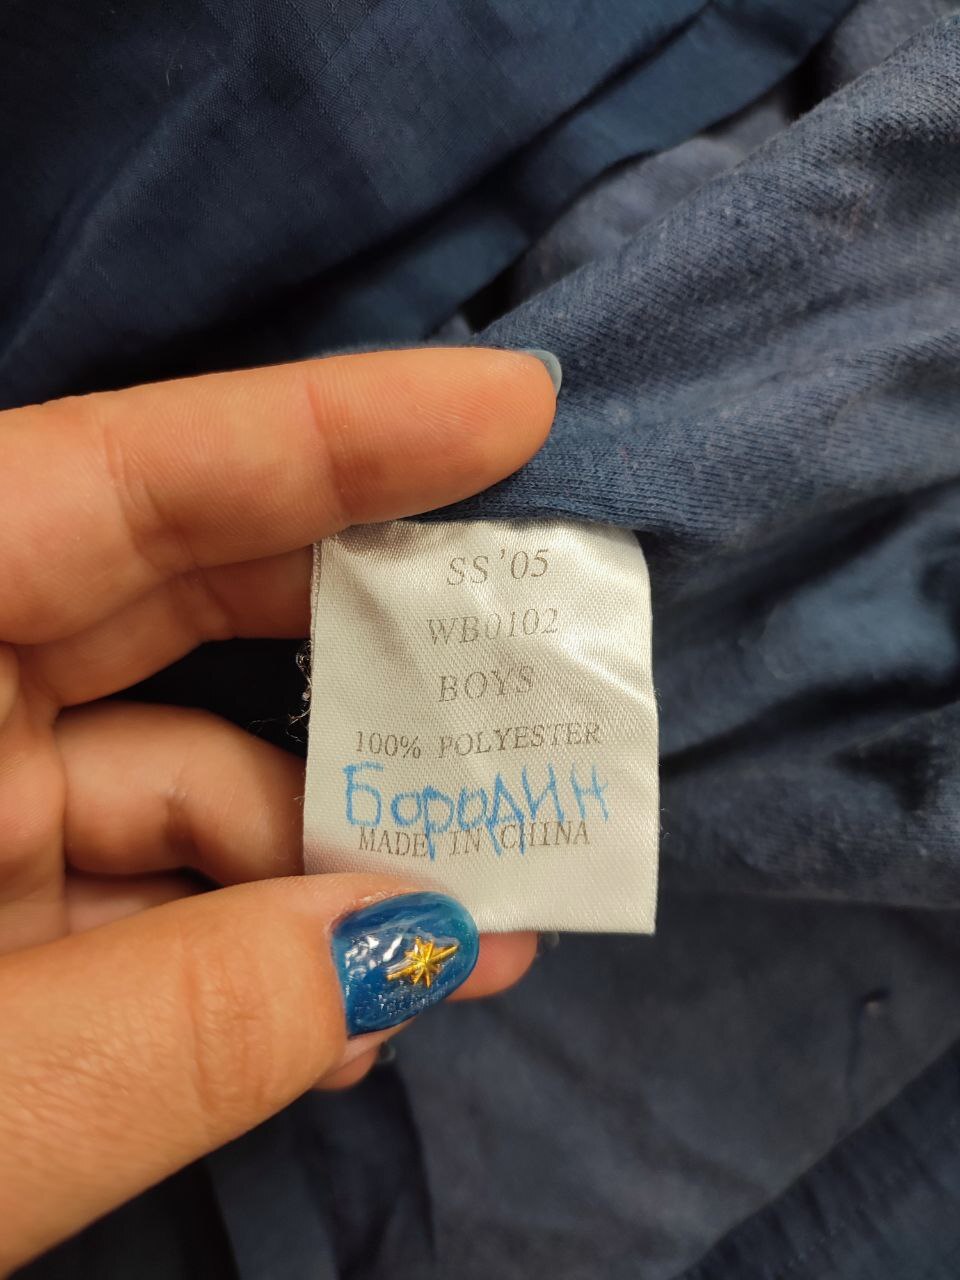 SS '05
WB0102
BOYS
100% POLYESTER
Бородин
MADE IN CHINA